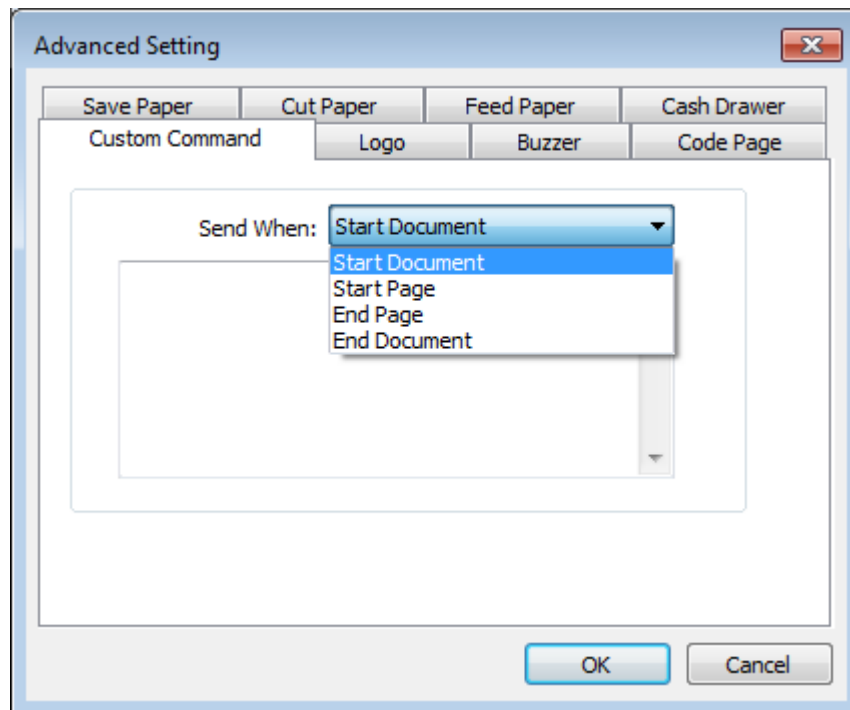 Advanced Setting
Save Paper Cut Paper Feed Paper Cash Drawer
Custom Command Logo Buzzer Code Page
Send When: Start Document
Start Document
Start Page
End Page
End Document
OK Cancel